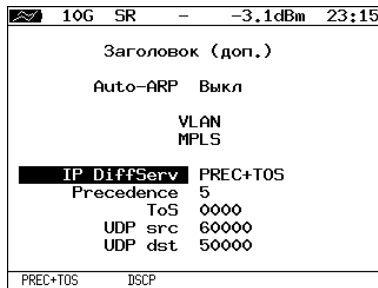 10G SR - -3.1dBm 23:15
Заголовок (доп.)
Auto-ARP Выкл
VLAN
MPLS
IP DiffServ PREC+TOS
Precedence 5
ToS 0000
UDP src 60000
UDP dst 50000
PREC+TOS DSCP